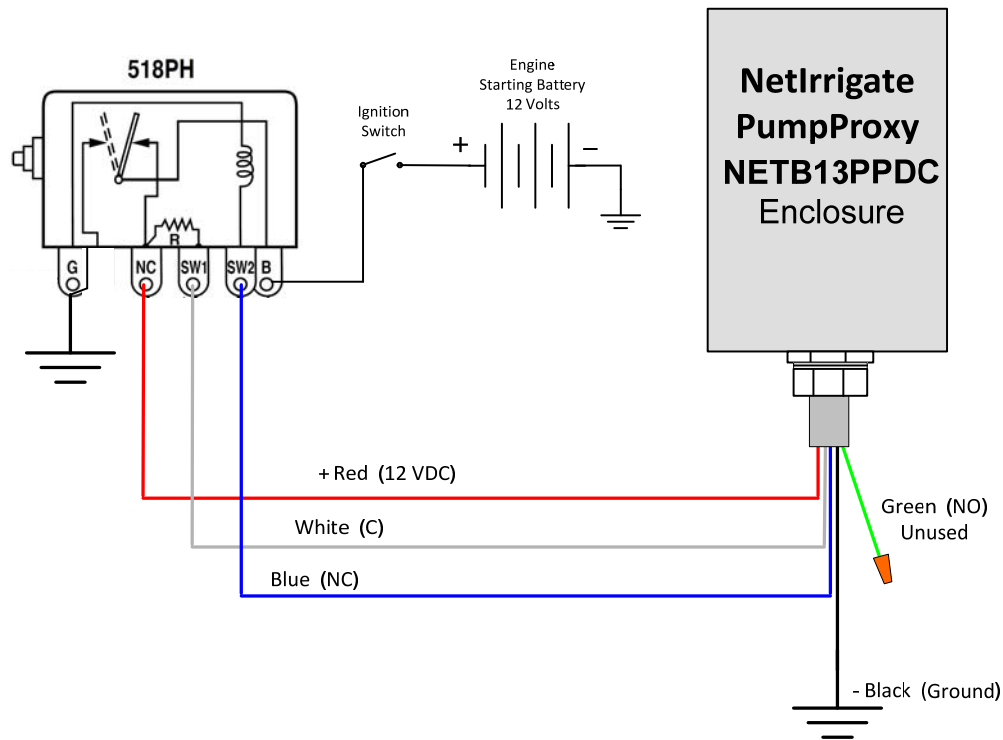 518PH
Engine
Starting Battery
12 Volts
Ignition
Switch
+
−
NetIrrigate
PumpProxy
NETB13PPDC
Enclosure
R
G
NC
SW1
SW2
B
+ Red (12 VDC)
White (C)
Blue (NC)
Green (NO)
Unused
- Black (Ground)